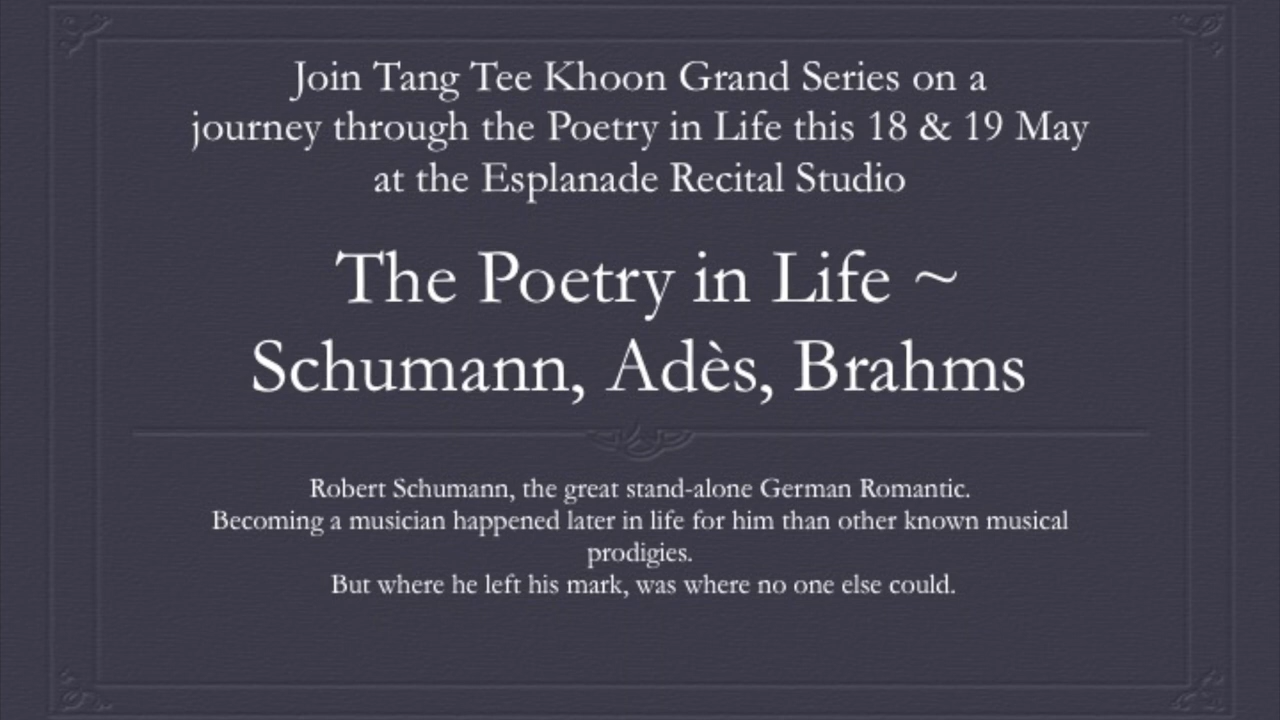 Join Tang Tee Khoon Grand Series on a
journey through the Poetry in Life this 18 & 19 May
at the Esplanade Recital Studio
The Poetry in Life ~
Schumann, Adès, Brahms
Robert Schumann, the great stand-alone German Romantic.
Becoming a musician happened later in life for him than other known musical
prodigies.
But where he left his mark, was where no one else could.